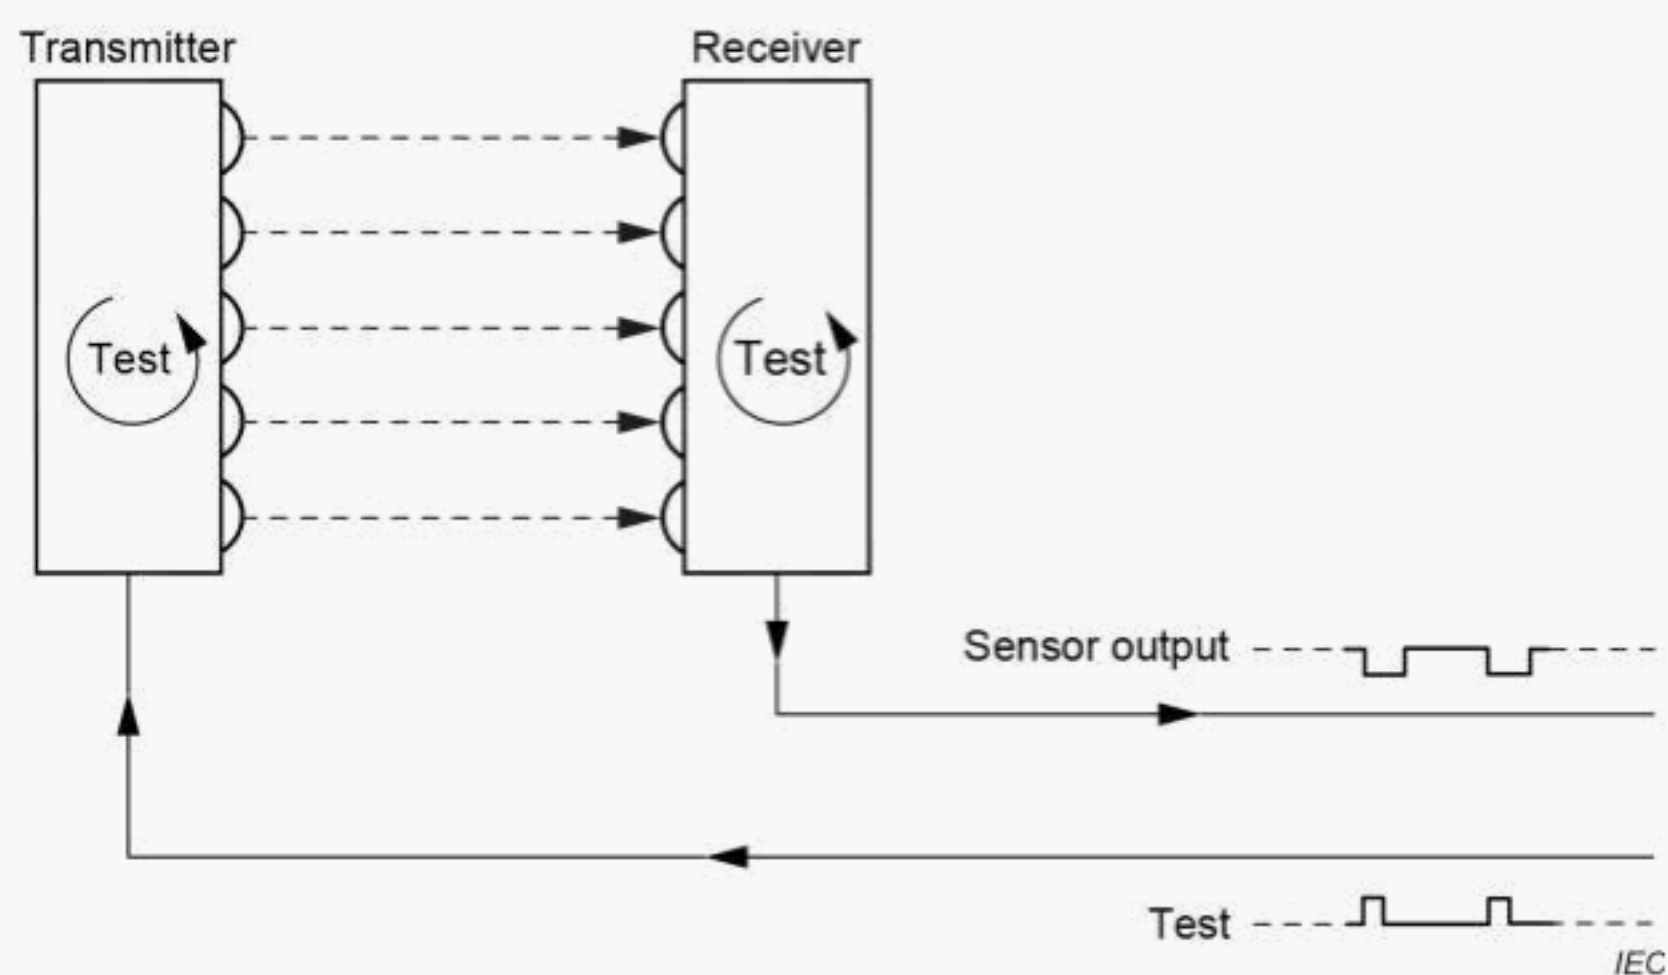 Transmitter
Receiver
Test
Test
Sensor output
Test
IEC